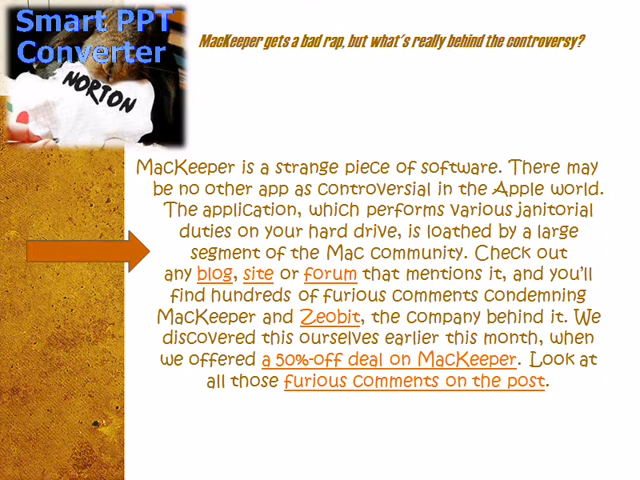 Smart PPT
Converter
NORTON
MacKeeper gets a bad rap, but what's really behind the controversy?
MacKeeper is a strange piece of software. There may
be no other app as controversial in the Apple world.
The application, which performs various janitorial
duties on your hard drive, is loathed by a large
segment of the Mac community. Check out
any blog, site or forum that mentions it, and you'll
find hundreds of furious comments condemning
MacKeeper and Zeobit, the company behind it. We
discovered this ourselves earlier this month, when
we offered a 50%-off deal on MacKeeper. Look at
all those furious comments on the post.